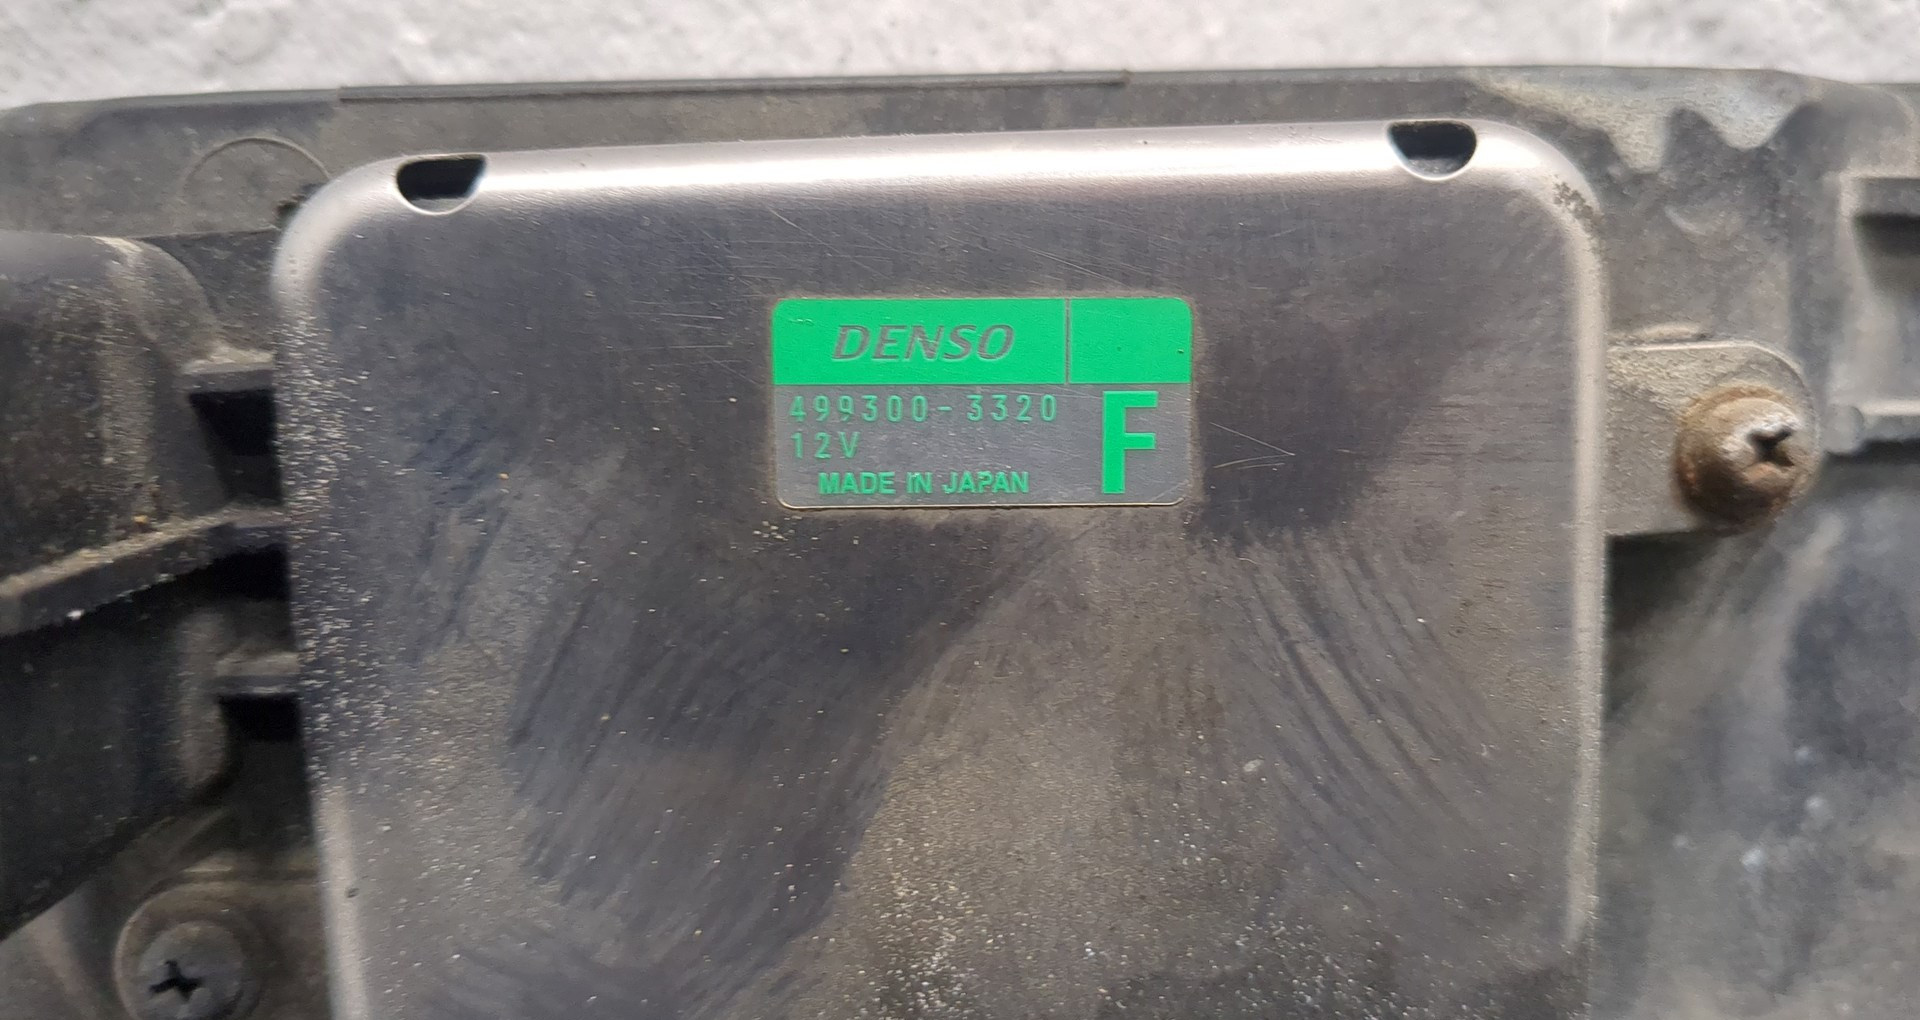 DENSO
499300-3320
12V
MADE IN JAPAN
F